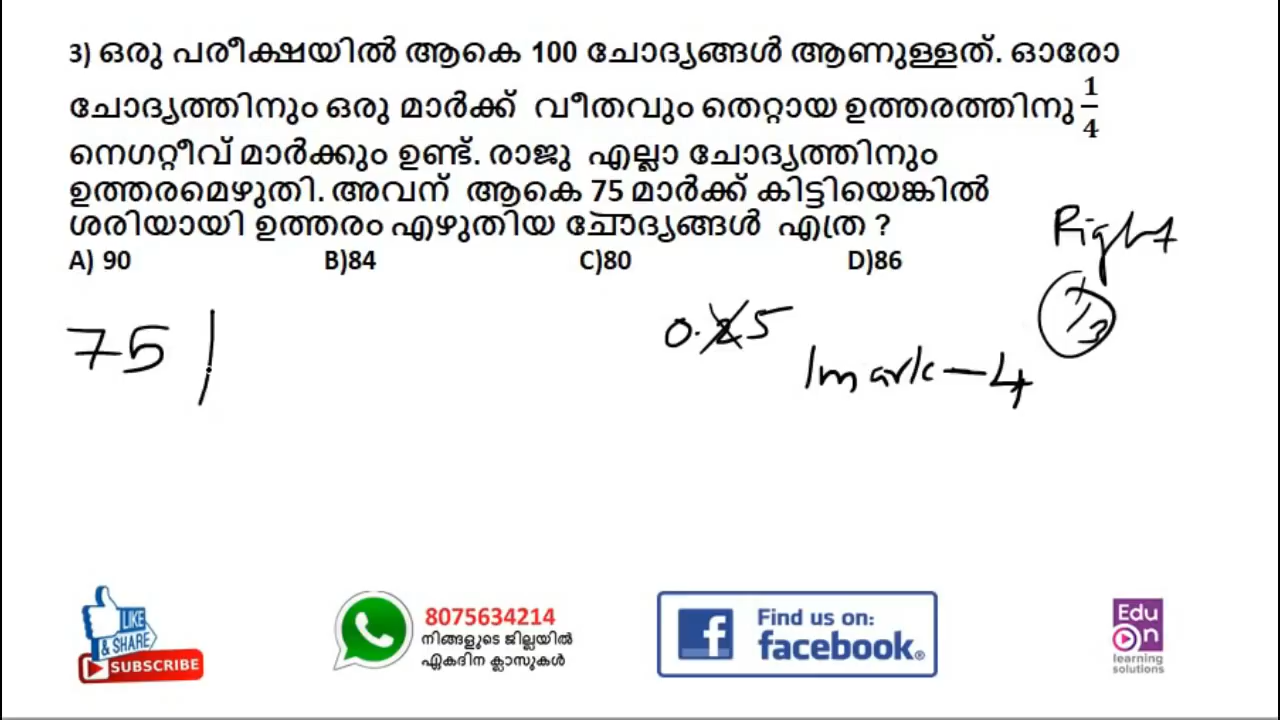 3) ഒരു പരീക്ഷയിൽ ആകെ 100 ചോദ്യങ്ങൾ ആണുള്ളത്. ഓരോ
ചോദ്യത്തിനും ഒരു മാർക്ക് വീതവും തെറ്റായ ഉത്തരത്തിനു 1/4
നെഗറ്റീവ് മാർക്കും ഉണ്ട്. രാജു എല്ലാ ചോദ്യത്തിനും
ഉത്തരമെഴുതി. അവന് ആകെ 75 മാർക്ക് കിട്ടിയെങ്കിൽ
ശരിയായി ഉത്തരം എഴുതിയ ചോദ്യങ്ങൾ എത്ര ?
A) 90 B)84 C)80 D)86
Right
1/3
75
0.25
1mark—4
LIKE
& SHARE
SUBSCRIBE
8075634214
നിങ്ങളുടെ ജില്ലയിൽ
ഏകദിന ക്ലാസുകൾ
f
Find us on:
facebook®
Edu
on
learning
solutions